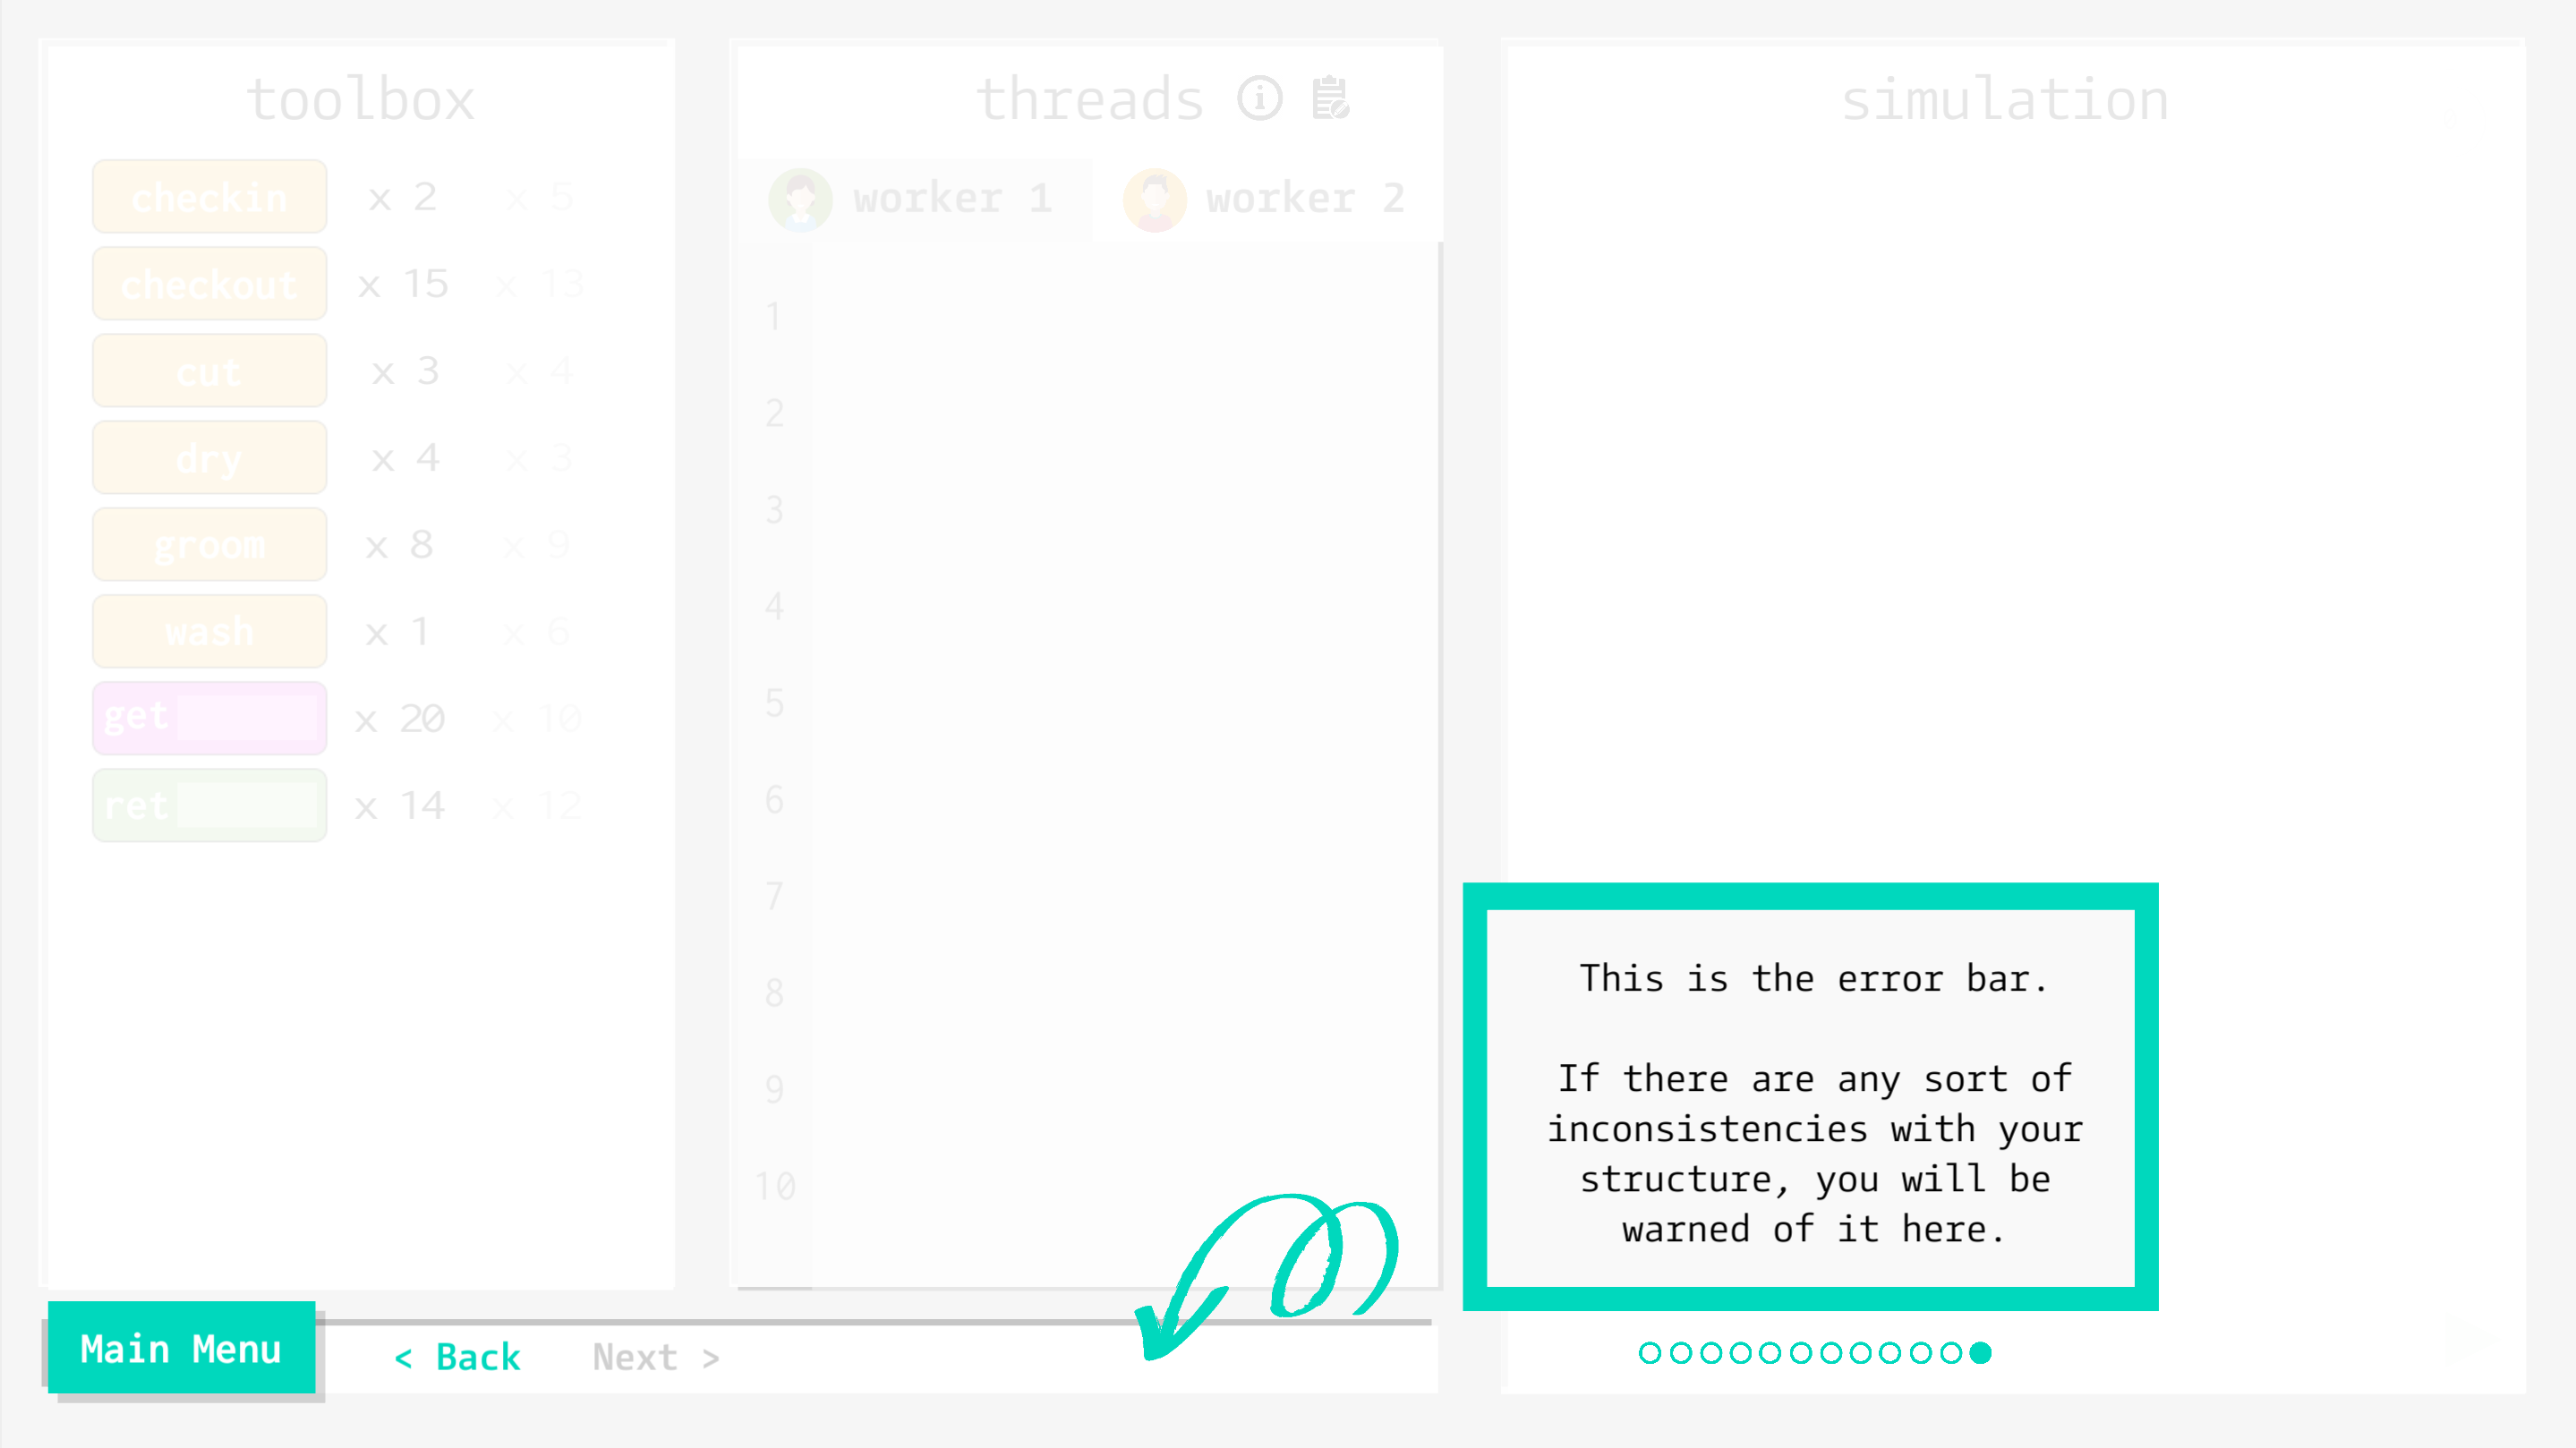 toolbox
checkin x 2 x 5
checkout x 15 x 13
cut x 3 x 4
dry x 4 x 3
groom x 8 x 9
wash x 1 x 6
get x 20 x 10
ret x 14 x 12
threads
worker 1 worker 2
1
2
3
4
5
6
7
8
9
10
simulation
This is the error bar.
If there are any sort of
inconsistencies with your
structure, you will be
warned of it here.
Main Menu < Back Next >